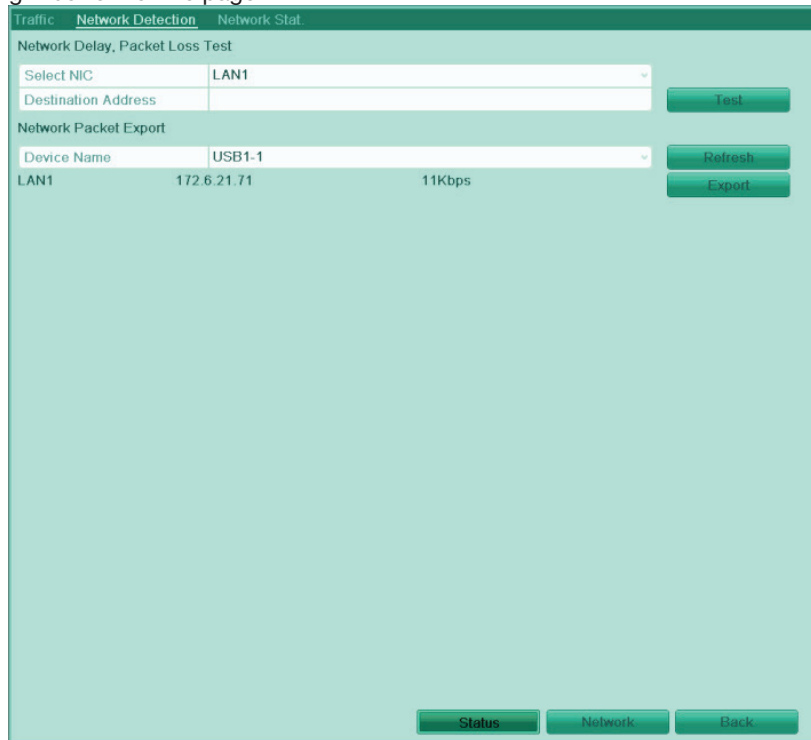 Traffic Network Detection Network Stat.
Network Delay, Packet Loss Test
Select NIC LAN1
Destination Address Test
Network Packet Export
Device Name USB1-1 Refresh
LAN1 172.6.21.71 11Kbps Export
Status Network Back